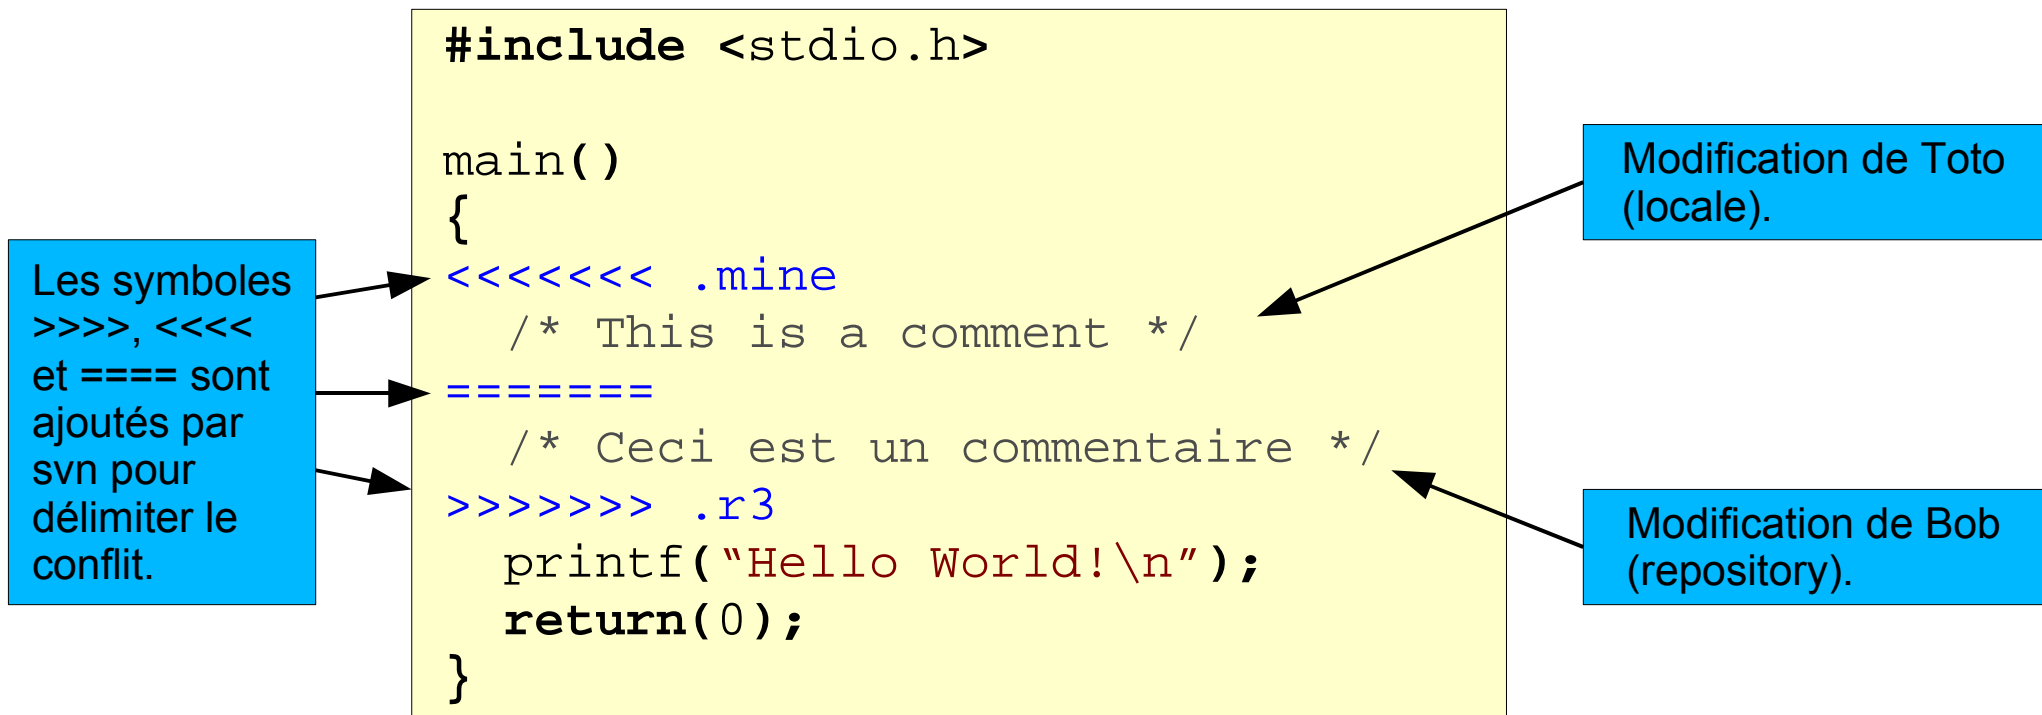 #include <stdio.h>
main()
{
<<<<<<< .mine
/* This is a comment */
=======
/* Ceci est un commentaire */
>>>>>>> .r3
printf(“Hello World!\n”);
return(0);
}
Les symboles
>>>>, <<<<
et ==== sont
ajoutés par
svn pour
délimiter le
conflit.
Modification de Toto
(locale).
Modification de Bob
(repository).